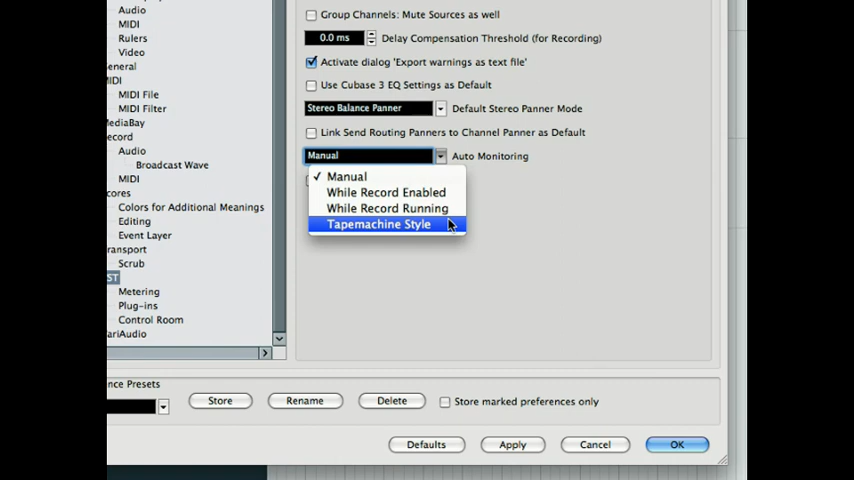 Audio
MIDI
Rulers
Video
eneral
IDI
MIDI File
MIDI Filter
ediaBay
ecord
Audio
Broadcast Wave
MIDI
cores
Colors for Additional Meanings
Editing
Event Layer
ransport
Scrub
ST
Metering
Plug-ins
Control Room
ariAudio
Group Channels: Mute Sources as well
0.0 ms Delay Compensation Threshold (for Recording)
Activate dialog 'Export warnings as text file'
Use Cubase 3 EQ Settings as Default
Stereo Balance Panner Default Stereo Panner Mode
Link Send Routing Panners to Channel Panner as Default
Manual Auto Monitoring
✓ Manual
While Record Enabled
While Record Running
Tapemachine Style
nce Presets
Store Rename Delete Store marked preferences only
Defaults Apply Cancel OK